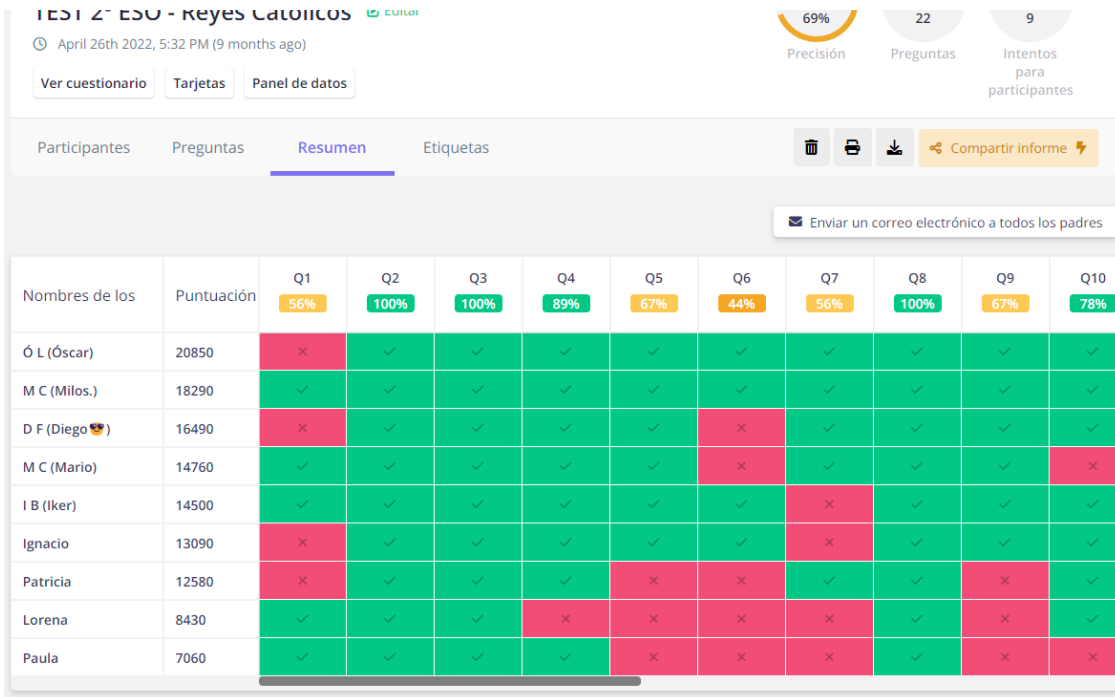 TEST 2º ESO - Reyes Católicos Editar
April 26th 2022, 5:32 PM (9 months ago)
69% 22 9
Precisión Preguntas Intentos
para
participantes
Ver cuestionario Tarjetas Panel de datos
Participantes Preguntas Resumen Etiquetas Compartir informe
Enviar un correo electrónico a todos los padres
Nombres de los Puntuación Q1 Q2 Q3 Q4 Q5 Q6 Q7 Q8 Q9 Q10
56% 100% 100% 89% 67% 44% 56% 100% 67% 78%
Ó L (Óscar) 20850
M C (Milos.) 18290
D F (Diego😎) 16490
M C (Mario) 14760
I B (Iker) 14500
Ignacio 13090
Patricia 12580
Lorena 8430
Paula 7060